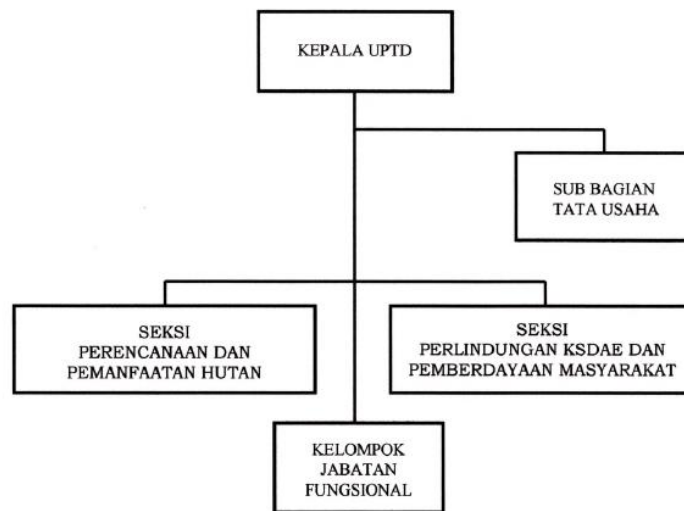 KEPALA UPTD
SUB BAGIAN
TATA USAHA
SEKSI
PERENCANAAN DAN
PEMANFAATAN HUTAN
SEKSI
PERLINDUNGAN KSDAE DAN
PEMBERDAYAAN MASYARAKAT
KELOMPOK
JABATAN
FUNGSIONAL